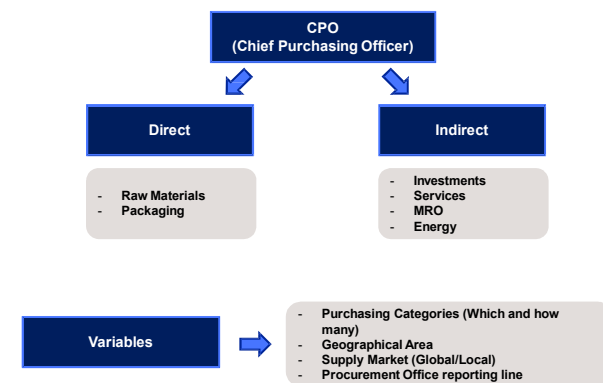 CPO
(Chief Purchasing Officer)
Direct
Indirect
- Raw Materials
- Packaging
- Investments
- Services
- MRO
- Energy
Variables
- Purchasing Categories (Which and how
many)
- Geographical Area
- Supply Market (Global/Local)
- Procurement Office reporting line